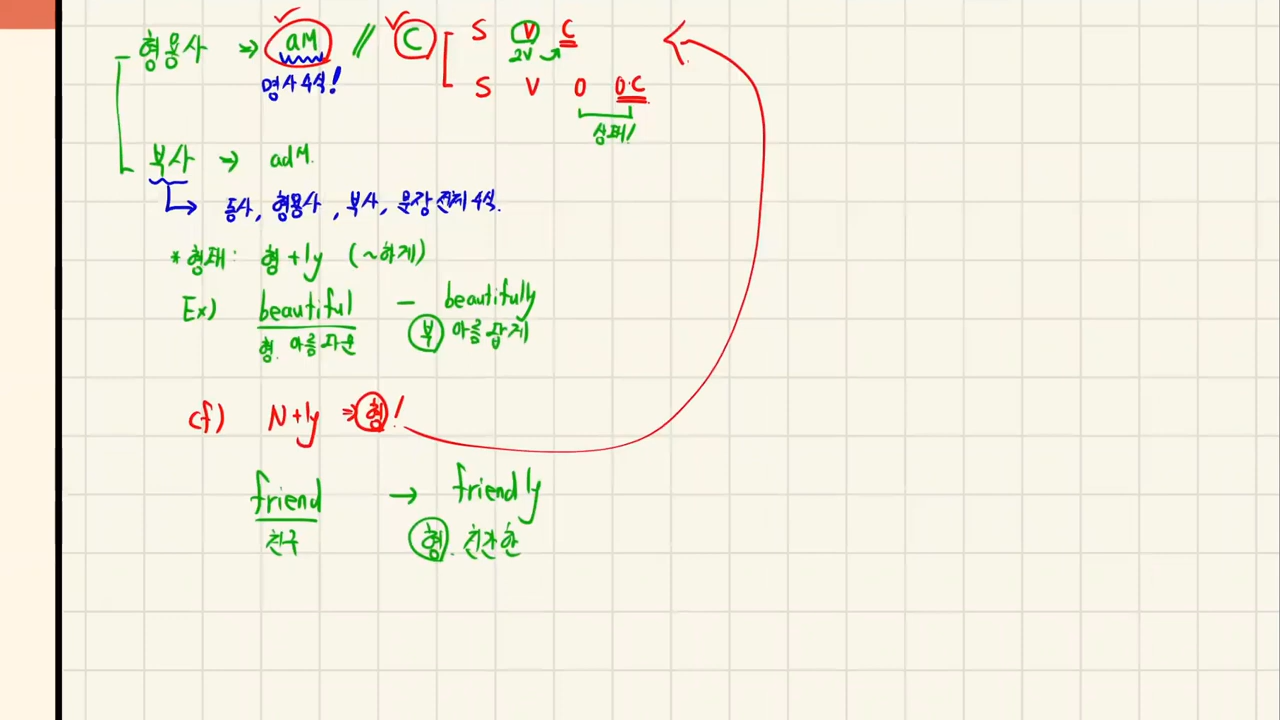 형용사 → aM // C S V C
2V
명사 수식! S V O O.C
상태!
부사 → adM.
→ 동사, 형용사, 부사, 문장 전체 수식.
* 형태: 형 + ly (~하게)
Ex) beautiful - beautifully
형. 아름다운 부 아름답게
cf) N+ly ⇒ 형!
friend → friendly
친구 형. 친근한